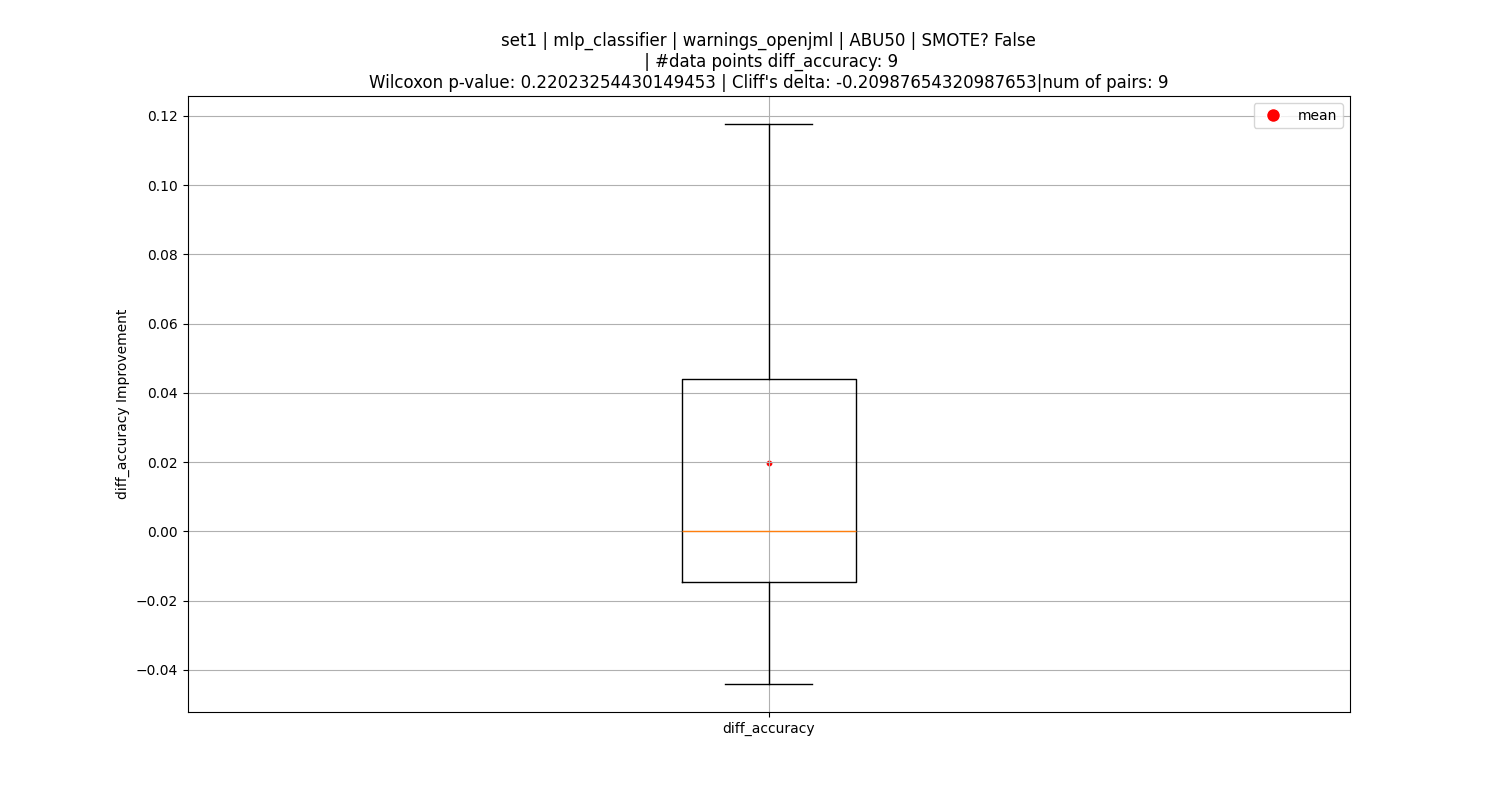 set1 | mlp_classifier | warnings_openjml | ABU50 | SMOTE? False
| #data points diff_accuracy: 9
Wilcoxon p-value: 0.22023254430149453 | Cliff's delta: -0.20987654320987653|num of pairs: 9
mean
0.12
0.10
0.08
0.06
0.04
0.02
0.00
−0.02
−0.04
diff_accuracy Improvement
diff_accuracy